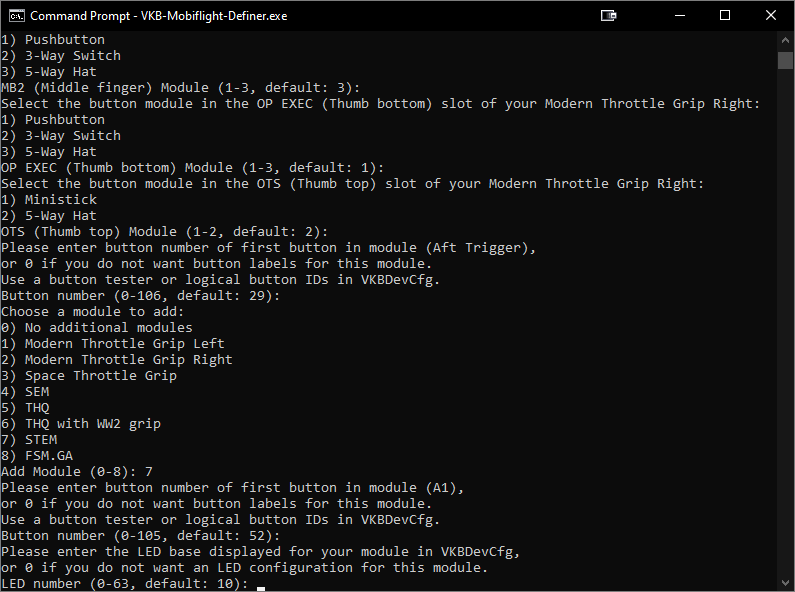 Command Prompt - VKB-Mobiflight-Definer.exe
1) Pushbutton
2) 3-Way Switch
3) 5-Way Hat
MB2 (Middle finger) Module (1-3, default: 3):
Select the button module in the OP EXEC (Thumb bottom) slot of your Modern Throttle Grip Right:
1) Pushbutton
2) 3-Way Switch
3) 5-Way Hat
OP EXEC (Thumb bottom) Module (1-3, default: 1):
Select the button module in the OTS (Thumb top) slot of your Modern Throttle Grip Right:
1) Ministick
2) 5-Way Hat
OTS (Thumb top) Module (1-2, default: 2):
Please enter button number of first button in module (Aft Trigger),
or 0 if you do not want button labels for this module.
Use a button tester or logical button IDs in VKBDevCfg.
Button number (0-106, default: 29):
Choose a module to add:
0) No additional modules
1) Modern Throttle Grip Left
2) Modern Throttle Grip Right
3) Space Throttle Grip
4) SEM
5) THQ
6) THQ with WW2 grip
7) STEM
8) FSM.GA
Add Module (0-8): 7
Please enter button number of first button in module (A1),
or 0 if you do not want button labels for this module.
Use a button tester or logical button IDs in VKBDevCfg.
Button number (0-105, default: 52):
Please enter the LED base displayed for your module in VKBDevCfg,
or 0 if you do not want an LED configuration for this module.
LED number (0-63, default: 10):